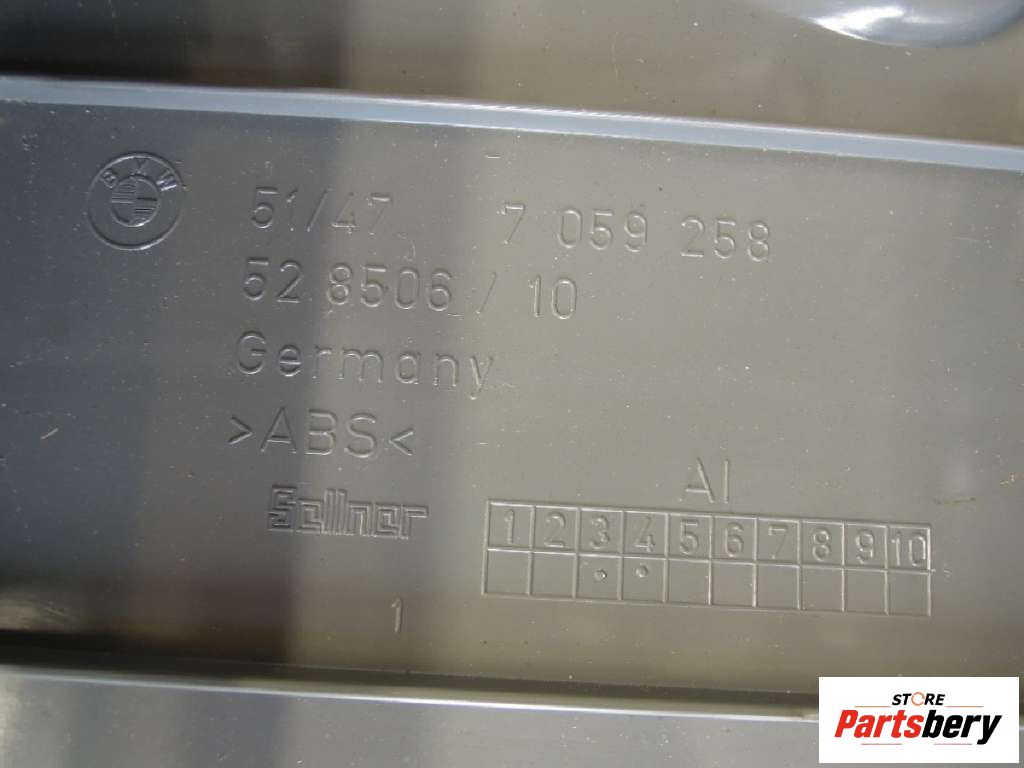 BMW
51/47 7 059 258
52 8506/10
Germany
>ABS<
Sellner
AI
1 2 3 4 5 6 7 8 9 10
1
STORE
Partsbery